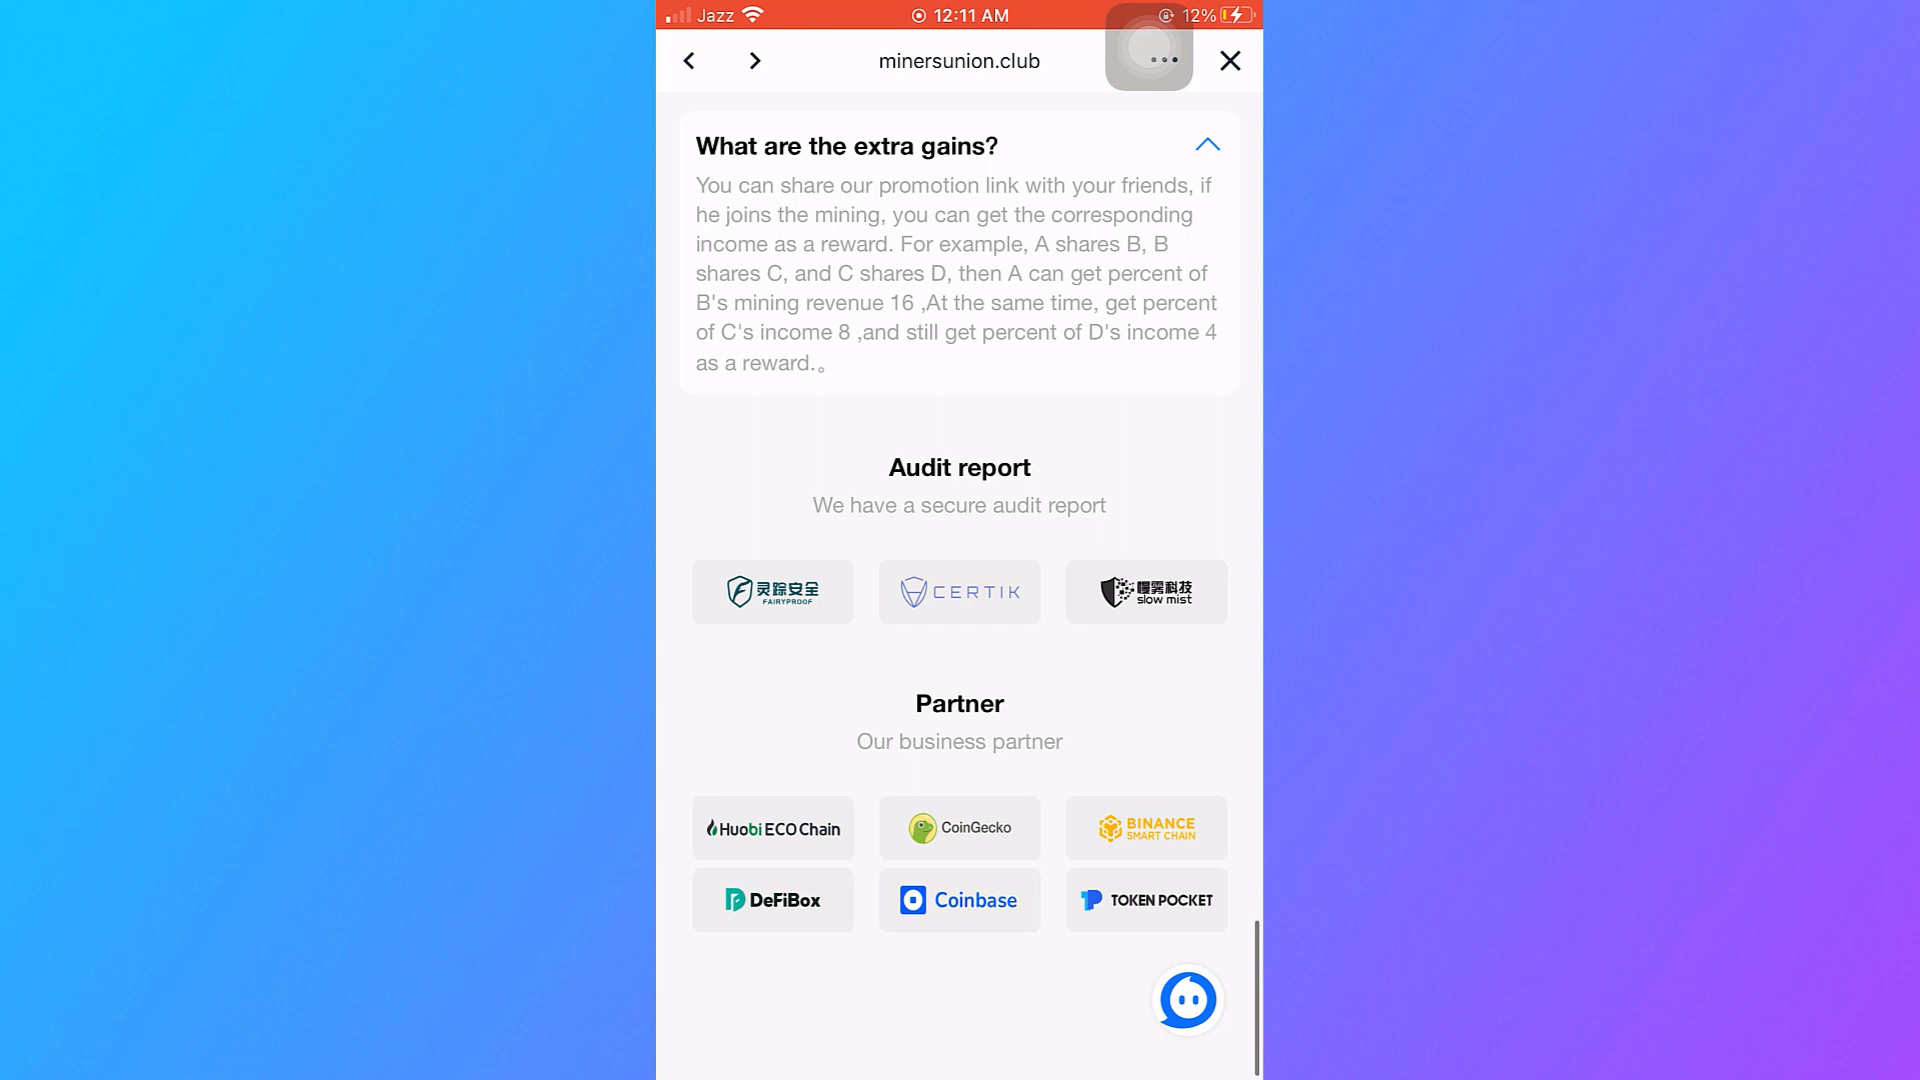 Jazz 12:11 AM 12%
minersunion.club
What are the extra gains?
You can share our promotion link with your friends, if
he joins the mining, you can get the corresponding
income as a reward. For example, A shares B, B
shares C, and C shares D, then A can get percent of
B's mining revenue 16 ,At the same time, get percent
of C's income 8 ,and still get percent of D's income 4
as a reward.。
Audit report
We have a secure audit report
灵踪安全
FAIRYPROOF
CERTIK
慢雾科技
slow mist
Partner
Our business partner
Huobi ECO Chain
CoinGecko
BINANCE
SMART CHAIN
DeFiBox
Coinbase
TOKEN POCKET